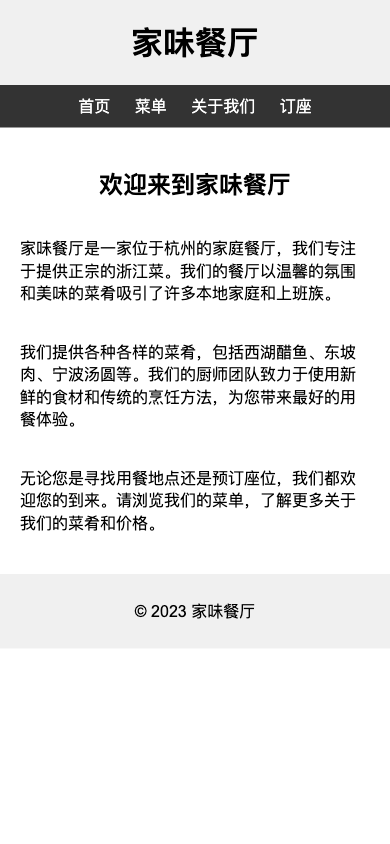 家味餐厅
首页 菜单 关于我们 订座
欢迎来到家味餐厅
家味餐厅是一家位于杭州的家庭餐厅，我们专注
于提供正宗的浙江菜。我们的餐厅以温馨的氛围
和美味的菜肴吸引了许多本地家庭和上班族。
我们提供各种各样的菜肴，包括西湖醋鱼、东坡
肉、宁波汤圆等。我们的厨师团队致力于使用新
鲜的食材和传统的烹饪方法，为您带来最好的用
餐体验。
无论您是寻找用餐地点还是预订座位，我们都欢
迎您的到来。请浏览我们的菜单，了解更多关于
我们的菜肴和价格。
© 2023 家味餐厅